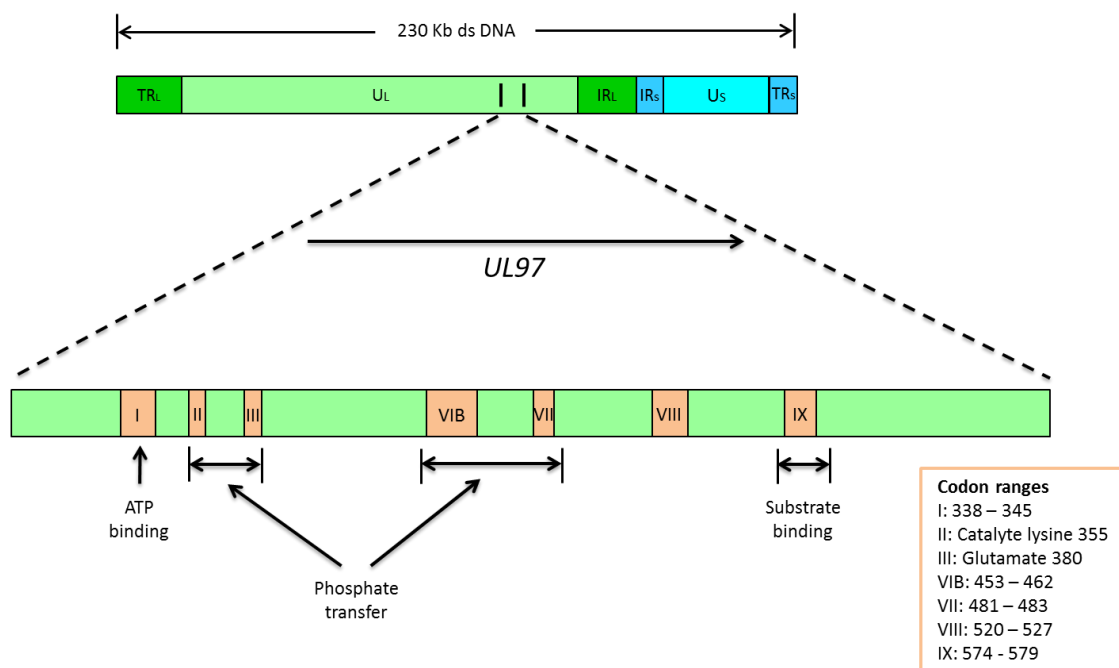 230 Kb ds DNA
TRL
UL
IRL
IRS
US
TRS
UL97
I
II
III
VIB
VII
VIII
IX
ATP
binding
Phosphate
transfer
Substrate
binding
Codon ranges
I: 338 – 345
II: Catalyte lysine 355
III: Glutamate 380
VIB: 453 – 462
VII: 481 – 483
VIII: 520 – 527
IX: 574 - 579